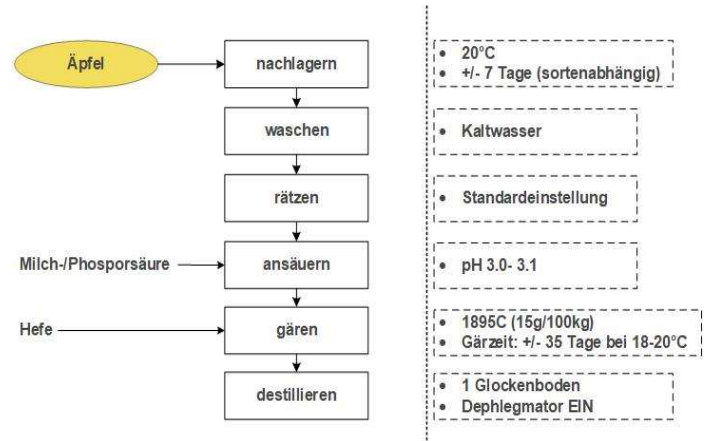 Äpfel
nachlagern
• 20°C
• +/- 7 Tage (sortenabhängig)
waschen
• Kaltwasser
rätzen
• Standardeinstellung
Milch-/Phosporsäure
ansäuern
• pH 3.0- 3.1
Hefe
gären
• 1895C (15g/100kg)
• Gärzeit: +/- 35 Tage bei 18-20°C
destillieren
• 1 Glockenboden
• Dephlegmator EIN